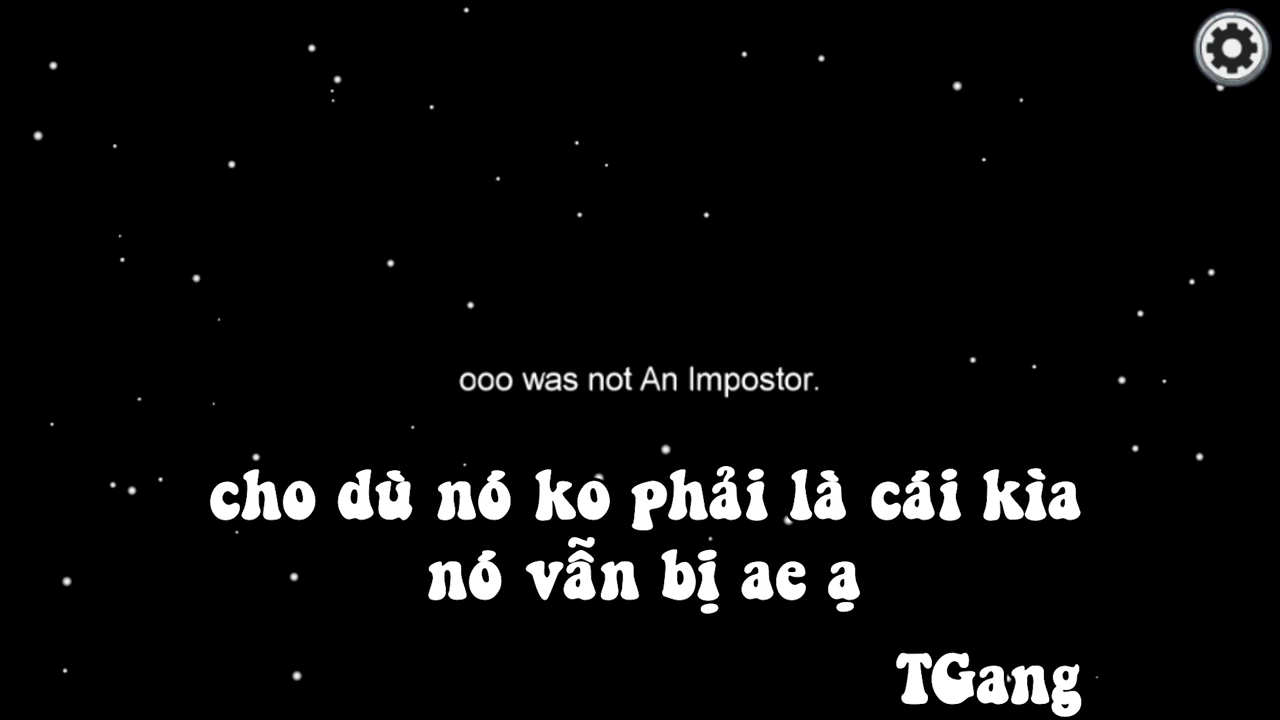 ooo was not An Impostor.
cho dù nó ko phải là cái kìa
nó vẫn bị ae ạ
TGang